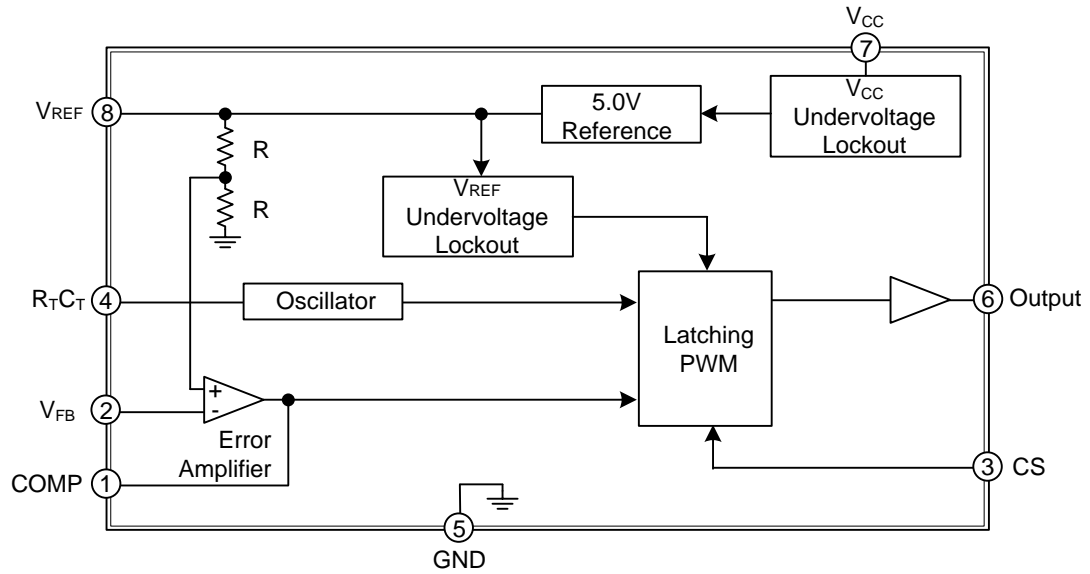 VCC
7
VREF
8
5.0V
Reference
VCC
Undervoltage
Lockout
R
R
VREF
Undervoltage
Lockout
RTCT
4
Oscillator
Latching
PWM
6
Output
VFB
2
+
-
Error
Amplifier
COMP
1
3
CS
5
GND